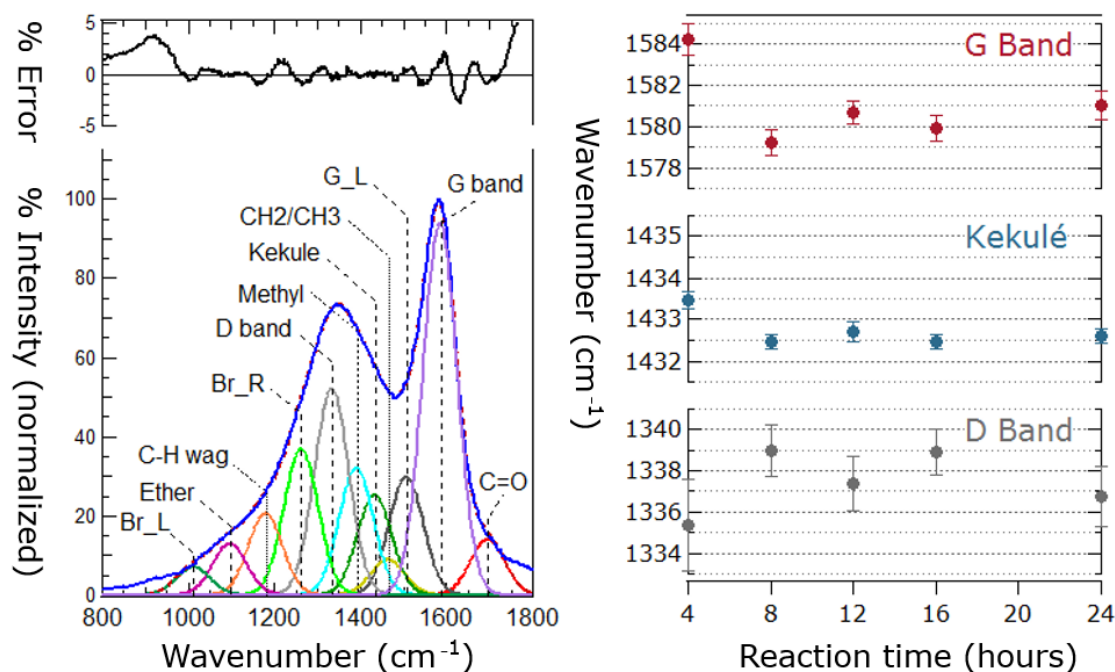 5
0
-5
% Error
100
80
60
40
20
0
% Intensity (normalized)
G_L
G band
CH2/CH3
Kekule
Methyl
D band
Br_R
C-H wag
Ether
Br_L
C=O
800 1000 1200 1400 1600 1800
Wavenumber (cm⁻¹)
Wavenumber (cm⁻¹)
G Band
1584
1581
1580
1578
Kekulé
1435
1434
1433
1432
D Band
1340
1338
1336
1334
4 8 12 16 20 24
Reaction time (hours)